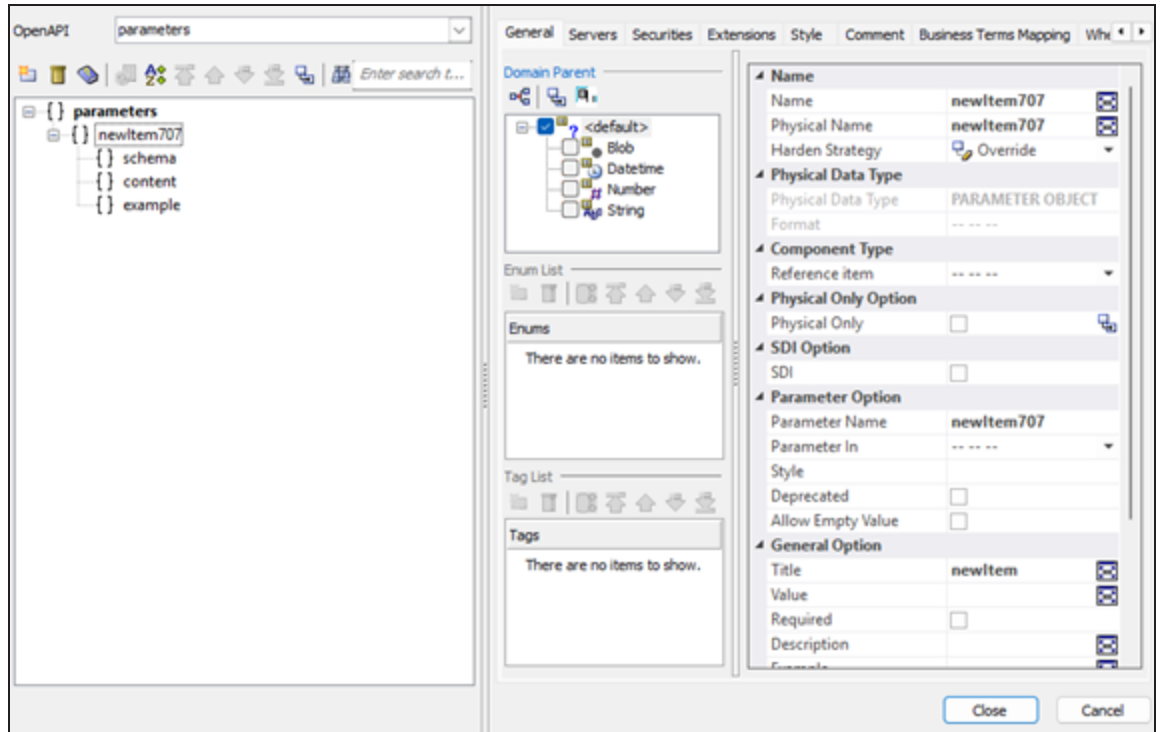 OpenAPI
parameters
Enter search t...
{ } parameters
{ } newItem707
{ } schema
{ } content
{ } example
General Servers Securities Extensions Style Comment Business Terms Mapping Whe
Domain Parent
<default>
Blob
Datetime
Number
String
Enum List
Enums
There are no items to show.
Tag List
Tags
There are no items to show.
Name
Name newItem707
Physical Name newItem707
Harden Strategy Override
Physical Data Type
Physical Data Type PARAMETER OBJECT
Format -- -- --
Component Type
Reference item -- -- --
Physical Only Option
Physical Only
SDI Option
SDI
Parameter Option
Parameter Name newItem707
Parameter In -- -- --
Style
Deprecated
Allow Empty Value
General Option
Title newItem
Value
Required
Description
Close Cancel